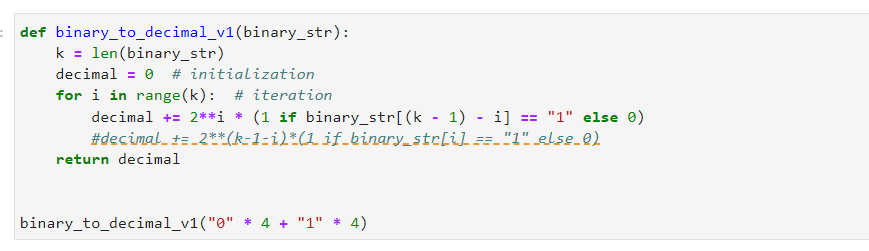 def binary_to_decimal_v1(binary_str):
    k = len(binary_str)
    decimal = 0  # initialization
    for i in range(k):  # iteration
        decimal += 2**i * (1 if binary_str[(k - 1) - i] == "1" else 0)
        #decimal += 2**(k-1-i)*(1 if binary_str[i] == "1" else 0)
    return decimal
binary_to_decimal_v1("0" * 4 + "1" * 4)